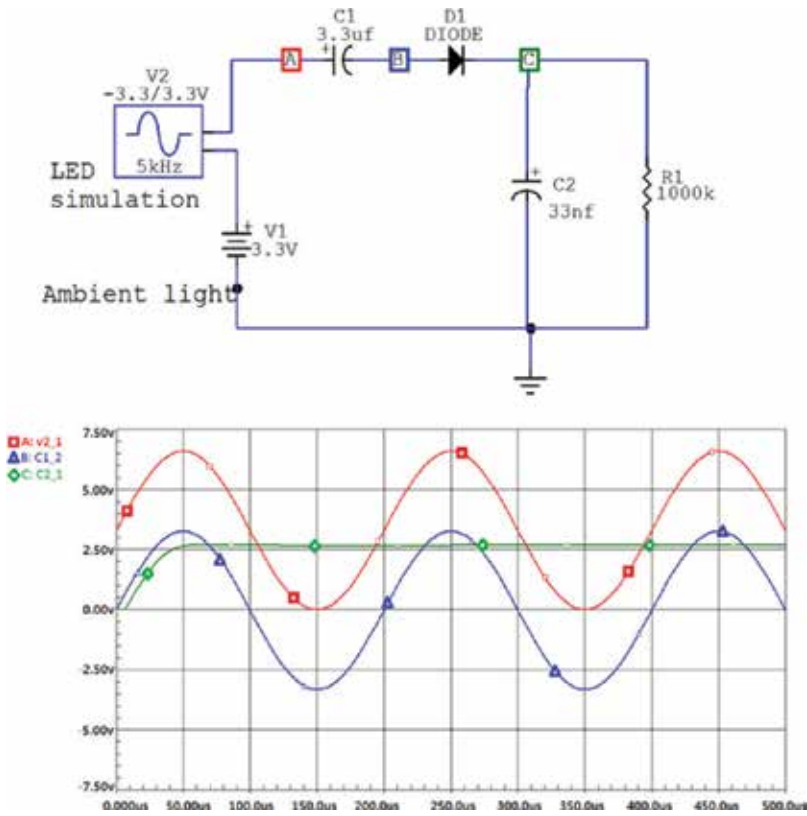 C1
3.3uf
D1
DIODE
A
B
C
V2
-3.3/3.3V
5kHz
LED
simulation
V1
3.3V
C2
33nf
R1
1000k
Ambient light
A: v2_1
B: C1_2
C: C2_1
7.50v
5.00v
2.50v
0.00v
-2.50v
-5.00v
-7.50v
0.000us 50.00us 100.0us 150.0us 200.0us 250.0us 300.0us 350.0us 400.0us 450.0us 500.0us